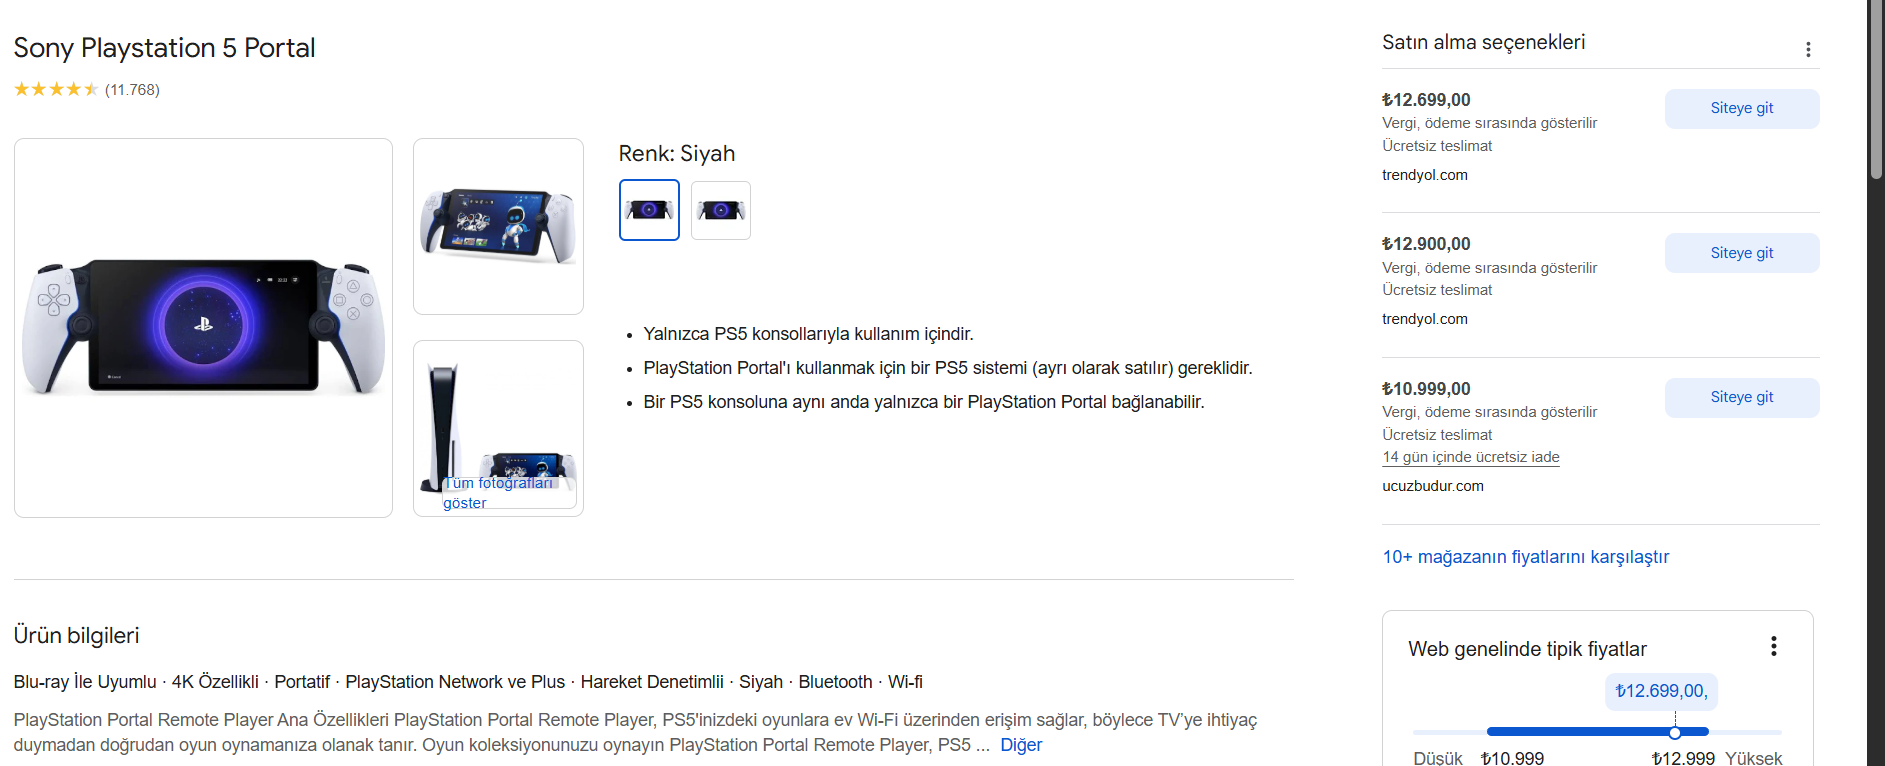 Sony Playstation 5 Portal
(11.768)
Renk: Siyah
Yalnızca PS5 konsollarıyla kullanım içindir.
PlayStation Portal'ı kullanmak için bir PS5 sistemi (ayrı olarak satılır) gereklidir.
Bir PS5 konsoluna aynı anda yalnızca bir PlayStation Portal bağlanabilir.
Tüm fotoğrafları
göster
Ürün bilgileri
Blu-ray İle Uyumlu · 4K Özellikli · Portatif · PlayStation Network ve Plus · Hareket Denetimlii · Siyah · Bluetooth · Wi-fi
PlayStation Portal Remote Player Ana Özellikleri PlayStation Portal Remote Player, PS5'inizdeki oyunlara ev Wi-Fi üzerinden erişim sağlar, böylece TV’ye ihtiyaç
duymadan doğrudan oyun oynamanıza olanak tanır. Oyun koleksiyonunuzu oynayın PlayStation Portal Remote Player, PS5 ... Diğer
Satın alma seçenekleri
₺12.699,00
Siteye git
Vergi, ödeme sırasında gösterilir
Ücretsiz teslimat
trendyol.com
₺12.900,00
Siteye git
Vergi, ödeme sırasında gösterilir
Ücretsiz teslimat
trendyol.com
₺10.999,00
Siteye git
Vergi, ödeme sırasında gösterilir
Ücretsiz teslimat
14 gün içinde ücretsiz iade
ucuzbudur.com
10+ mağazanın fiyatlarını karşılaştır
Web genelinde tipik fiyatlar
₺12.699,00,
Düşük ₺10.999 ₺12.999 Yüksek